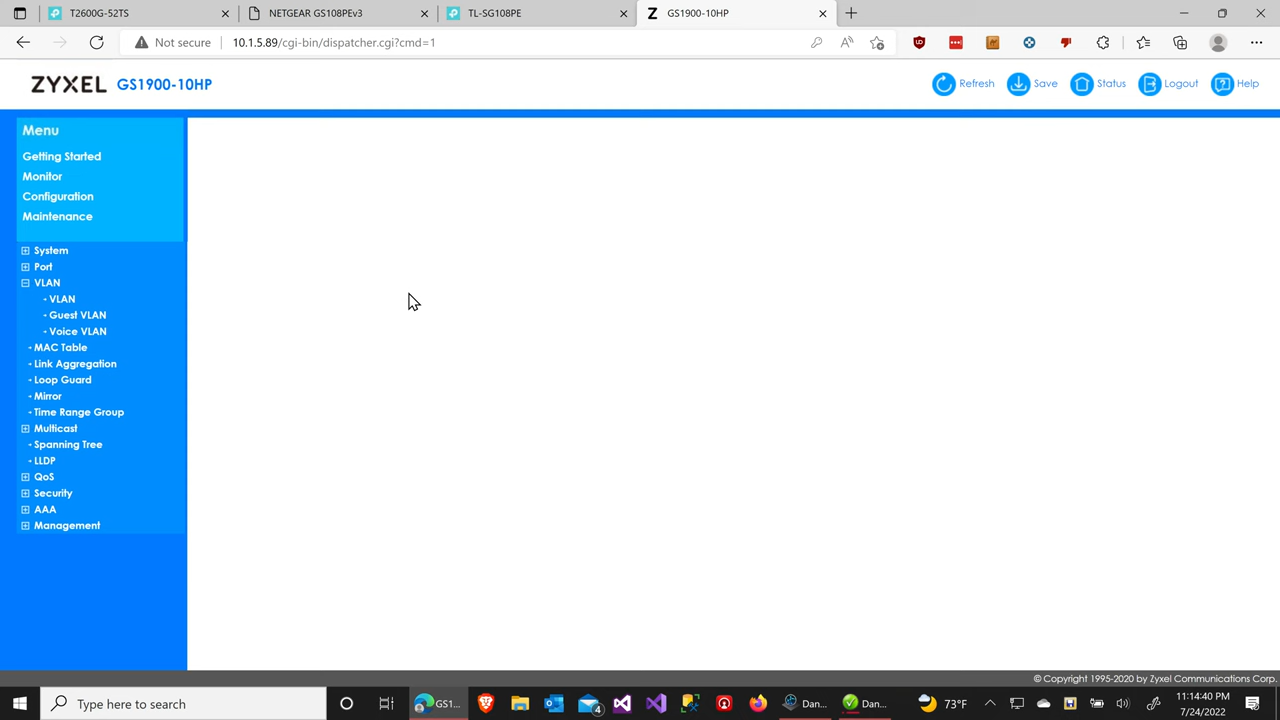 T2600G-52TS
NETGEAR GS108PEv3
TL-SG108PE
Z GS1900-10HP
Not secure 10.1.5.89/cgi-bin/dispatcher.cgi?cmd=1
ZYXEL GS1900-10HP
Refresh
Save
Status
Logout
Help
Menu
Getting Started
Monitor
Configuration
Maintenance
System
Port
VLAN
VLAN
Guest VLAN
Voice VLAN
MAC Table
Link Aggregation
Loop Guard
Mirror
Time Range Group
Multicast
Spanning Tree
LLDP
QoS
Security
AAA
Management
© Copyright 1995-2020 by Zyxel Communications Corp.
Type here to search
GS1...
4
Dan...
Dan...
73°F
11:14:40 PM
7/24/2022